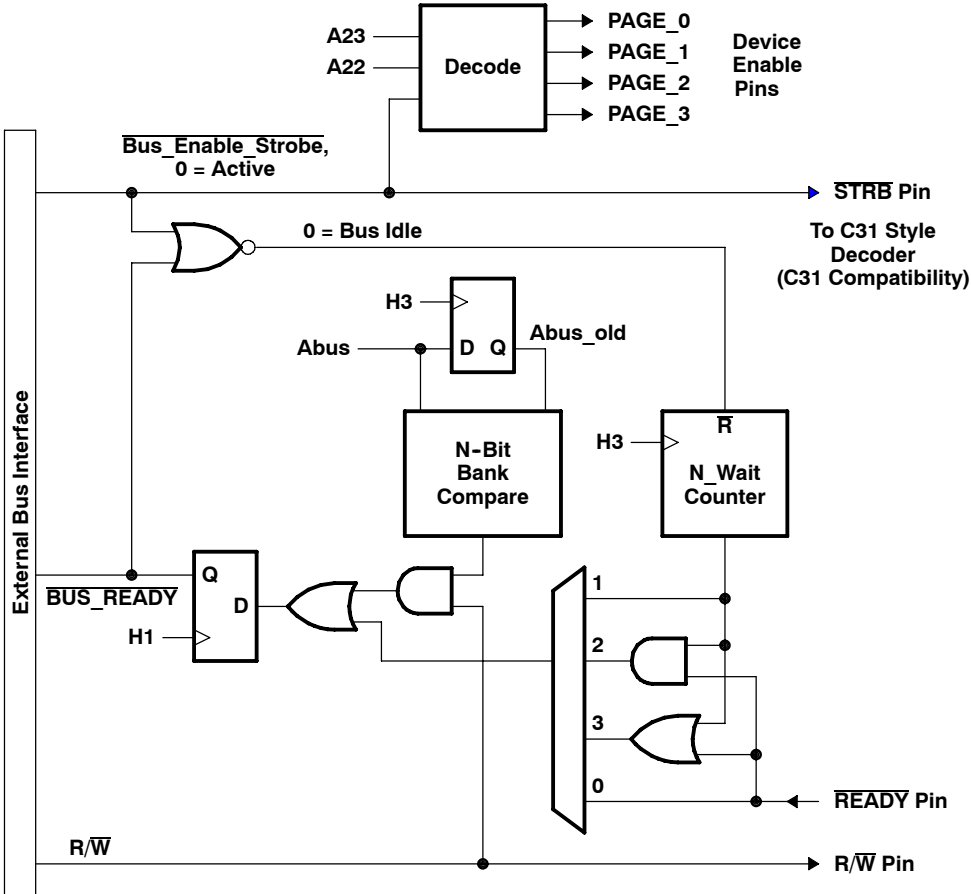 PAGE_0
A23
PAGE_1
Device
Enable
Pins
A22
Decode
PAGE_2
PAGE_3
Bus_Enable_Strobe,
0 = Active
STRB Pin
0 = Bus Idle
To C31 Style
Decoder
(C31 Compatibility)
H3
Abus
D Q
Abus_old
External Bus Interface
N-Bit
Bank
Compare
H3
R
N_Wait
Counter
BUS_READY
Q
D
H1
1
2
3
0
READY Pin
R/W
R/W Pin